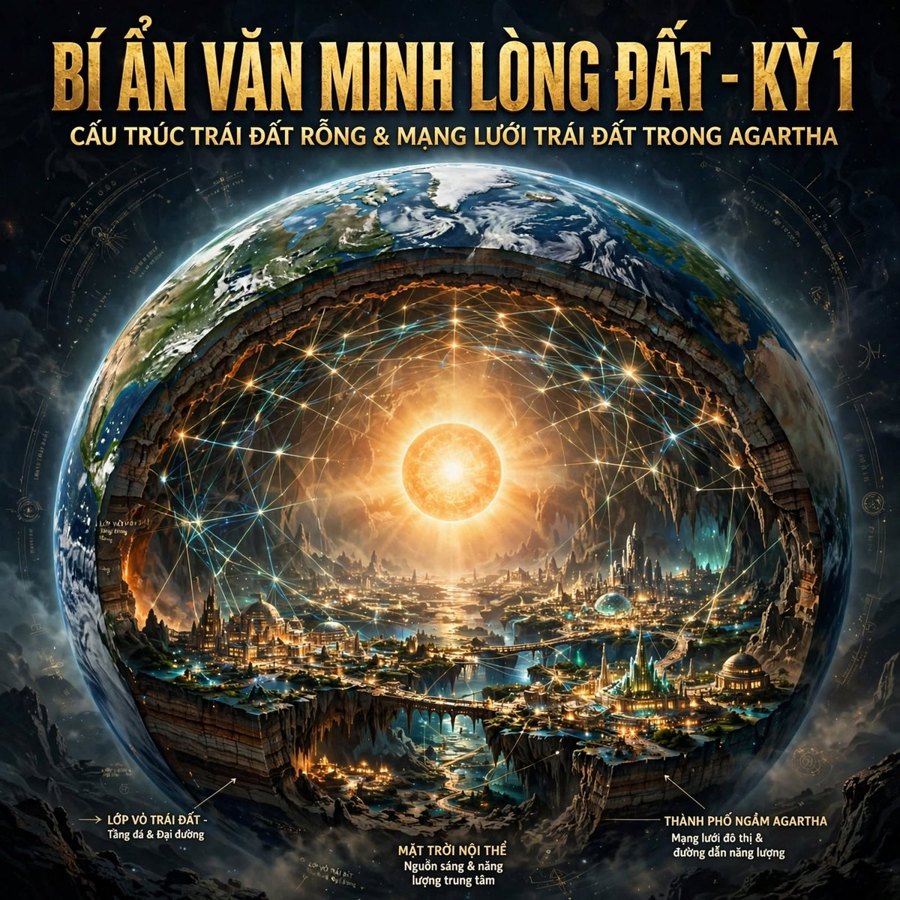 BÍ ẨN VĂN MINH LÒNG ĐẤT - KỲ 1
CẤU TRÚC TRÁI ĐẤT RỖNG & MẠNG LƯỚI TRÁI ĐẤT TRONG AGARTHA
LỚP VỎ TRÁI ĐẤT -
Tầng đá & Đại dương
MẶT TRỜI NỘI THỂ
Nguồn sáng & năng
lượng trung tâm
THÀNH PHỐ NGẦM AGARTHA
Mạng lưới đô thị &
đường dẫn năng lượng